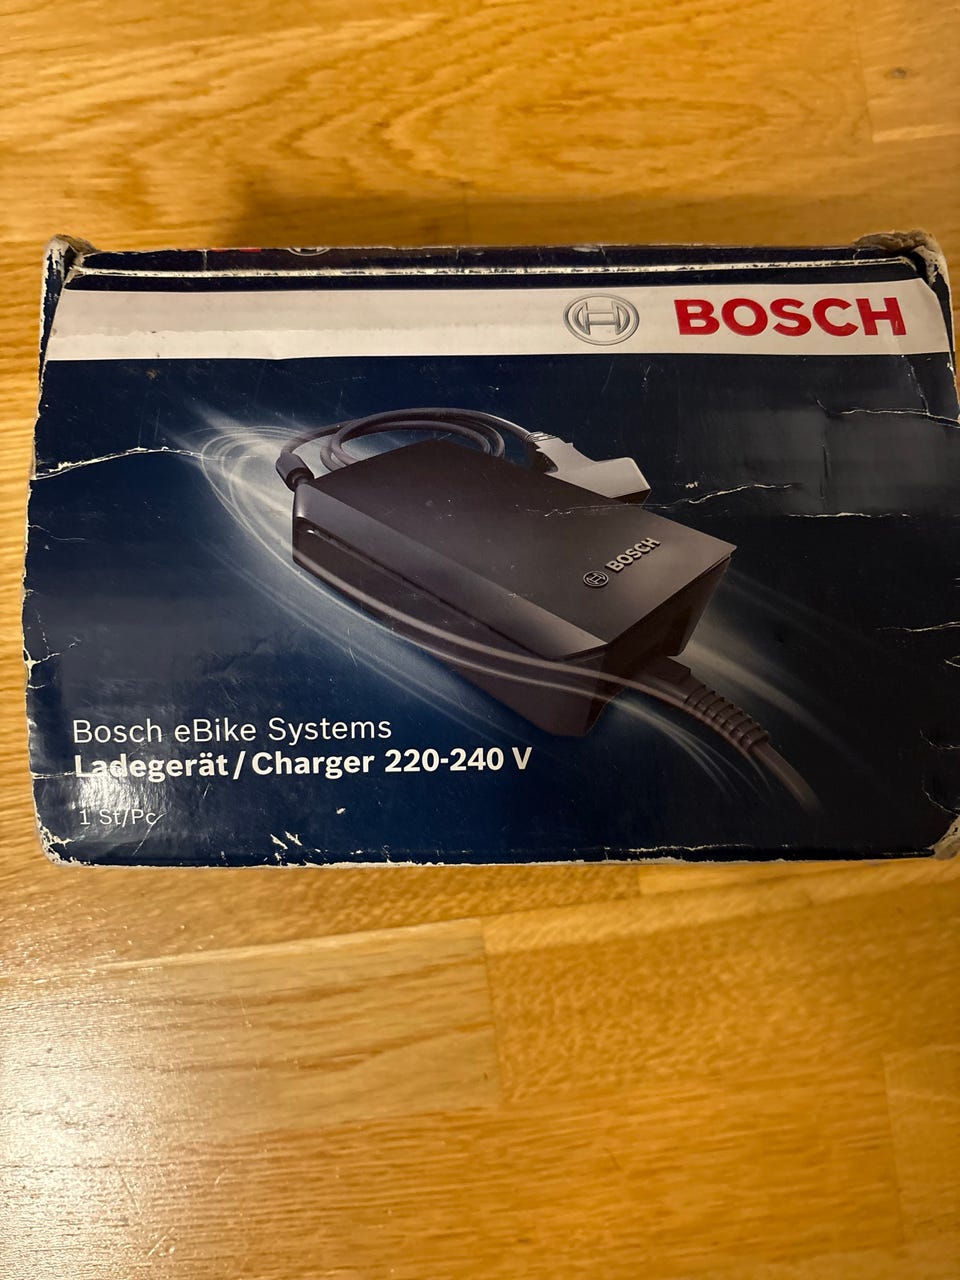 BOSCH
BOSCH
Bosch eBike Systems
Ladegerät/Charger 220-240 V
1 St/Pc